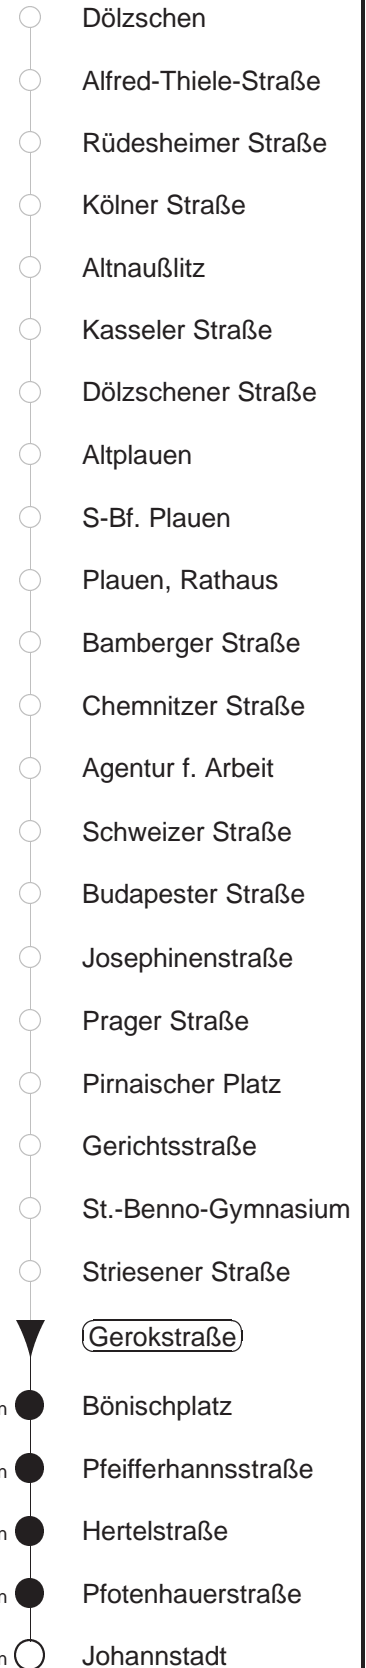 Dölzschen
Alfred-Thiele-Straße
Rüdesheimer Straße
Kölner Straße
Altnaußlitz
Kasseler Straße
Dölzschener Straße
Altplauen
S-Bf. Plauen
Plauen, Rathaus
Bamberger Straße
Chemnitzer Straße
Agentur f. Arbeit
Schweizer Straße
Budapester Straße
Josephinenstraße
Prager Straße
Pirnaischer Platz
Gerichtsstraße
St.-Benno-Gymnasium
Striesener Straße
Gerokstraße
Bönischplatz
Pfeifferhannsstraße
Hertelstraße
Pfotenhauerstraße
Johannstadt